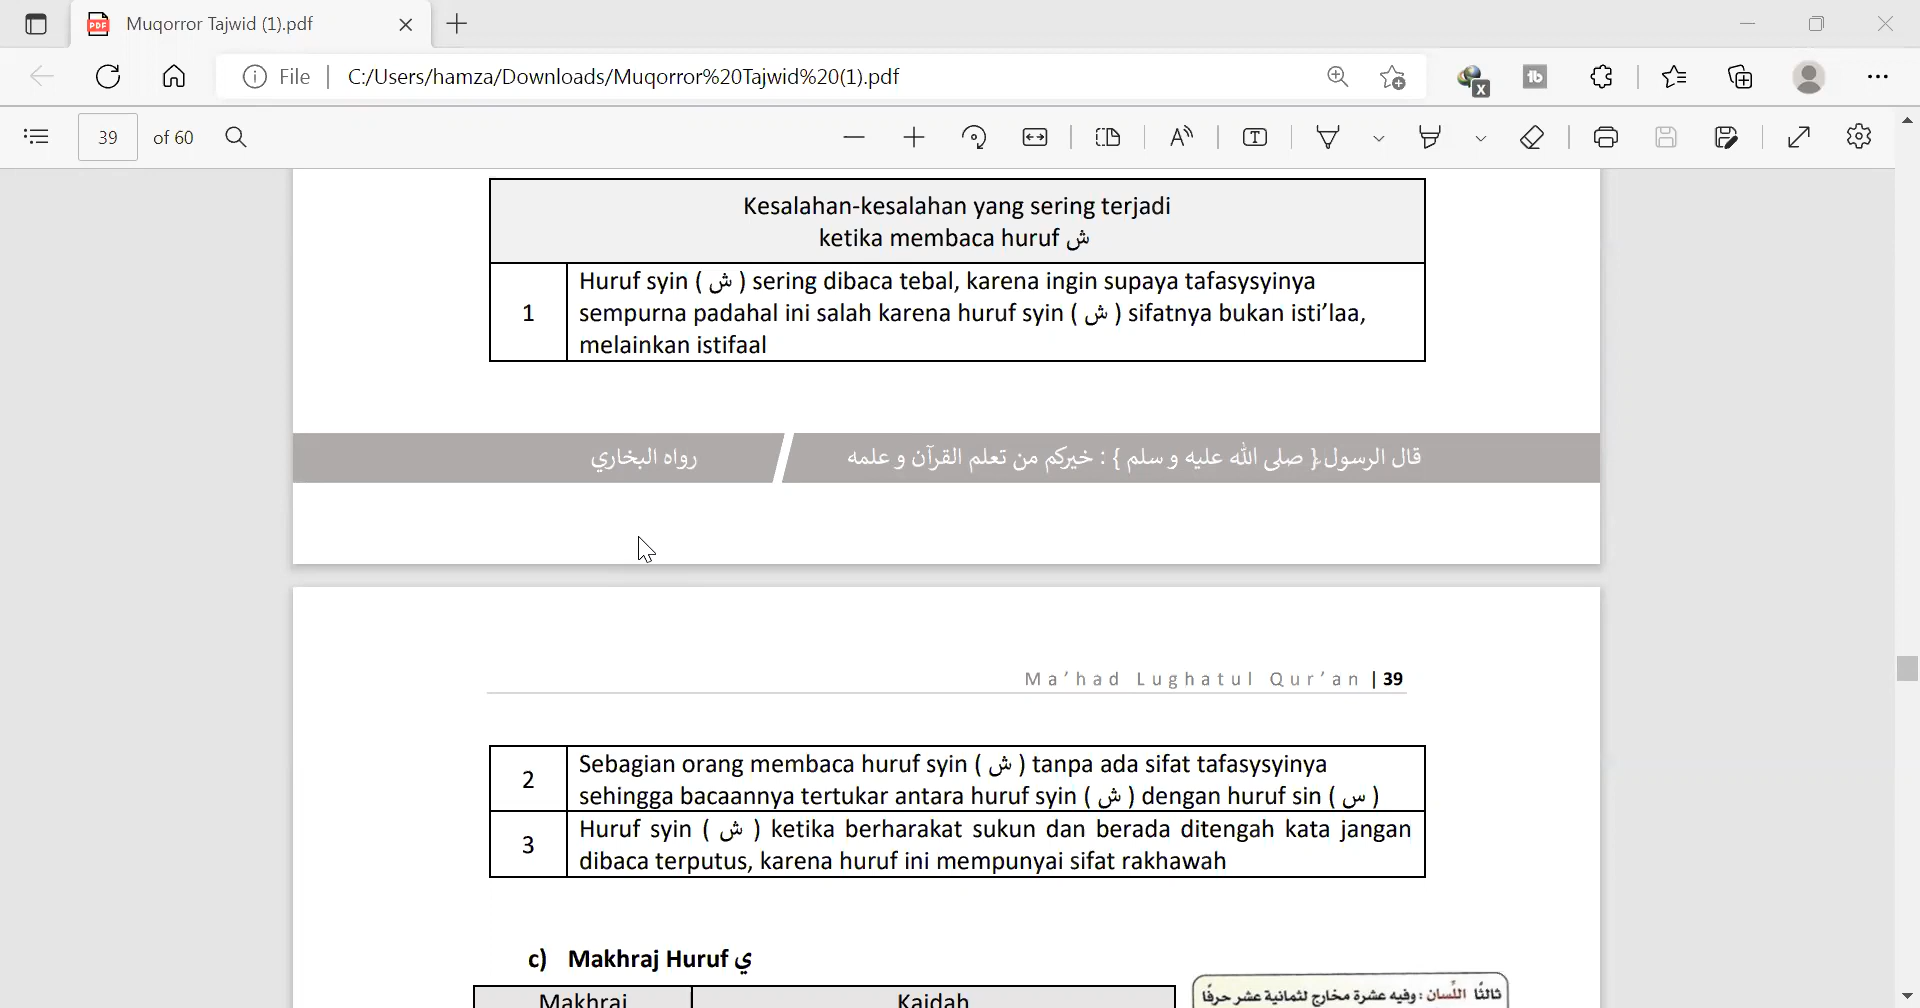 Muqorror Tajwid (1).pdf
File | C:/Users/hamza/Downloads/Muqorror%20Tajwid%20(1).pdf
39 of 60
Kesalahan-kesalahan yang sering terjadi
ketika membaca huruf ش
1
Huruf syin ( ش ) sering dibaca tebal, karena ingin supaya tafasysyinya
sempurna padahal ini salah karena huruf syin ( ش ) sifatnya bukan isti’laa,
melainkan istifaal
قال الرسول { صلى الله عليه و سلم } : خيركم من تعلم القرآن و علمه
رواه البخاري
Ma’had Lughatul Qur’an | 39
2
Sebagian orang membaca huruf syin ( ش ) tanpa ada sifat tafasysyinya
sehingga bacaannya tertukar antara huruf syin ( ش ) dengan huruf sin ( س )
3
Huruf syin ( ش ) ketika berharakat sukun dan berada ditengah kata jangan
dibaca terputus, karena huruf ini mempunyai sifat rakhawah
c) Makhraj Huruf ي
Makhraj
Kaidah
ثالثًا اللِّسان : وفيه عشرة مخارج لثمانية عشر حرفًا